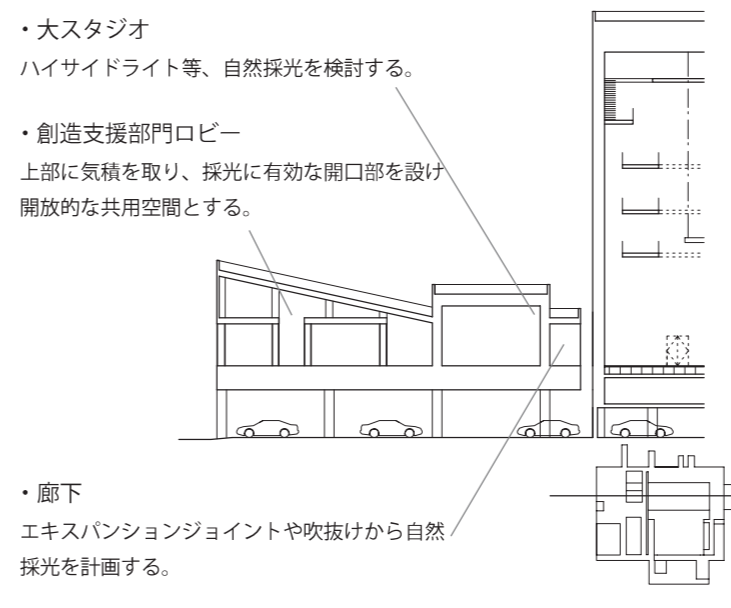 ・大スタジオ
ハイサイドライト等、自然採光を検討する。
・創造支援部門ロビー
上部に気積を取り、採光に有効な開口部を設け
開放的な共用空間とする。
・廊下
エキスパンションジョイントや吹抜けから自然
採光を計画する。